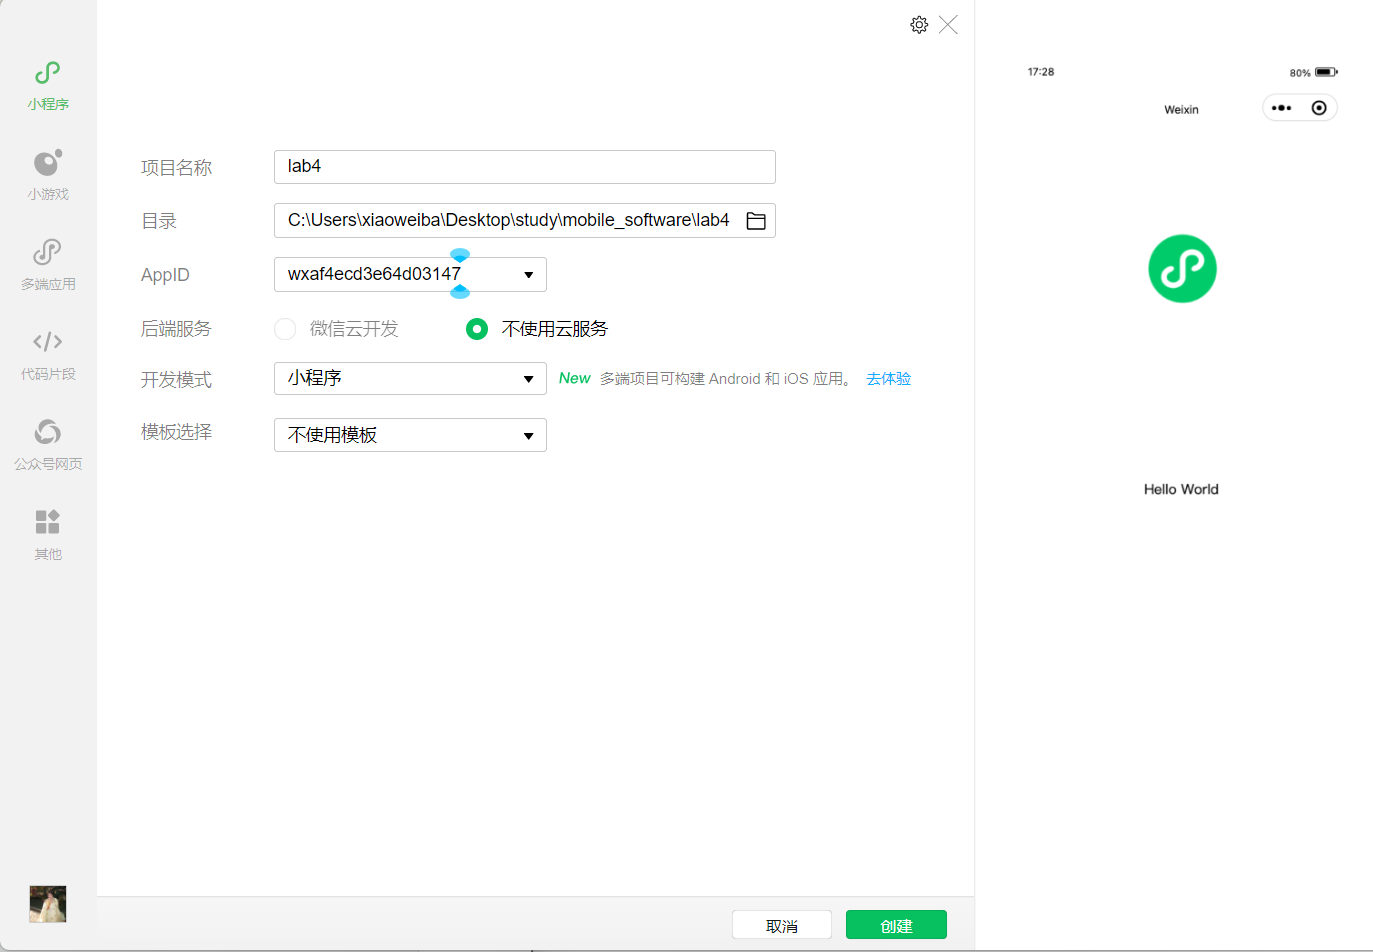 小程序
小游戏
多端应用
代码片段
公众号网页
其他
项目名称
lab4
目录
C:\Users\xiaoweiba\Desktop\study\mobile_software\lab4
AppID
wxaf4ecd3e64d03147
后端服务
微信云开发
不使用云服务
开发模式
小程序
New 多端项目可构建 Android 和 iOS 应用。 去体验
模板选择
不使用模板
取消
创建
17:28
80%
Weixin
Hello World